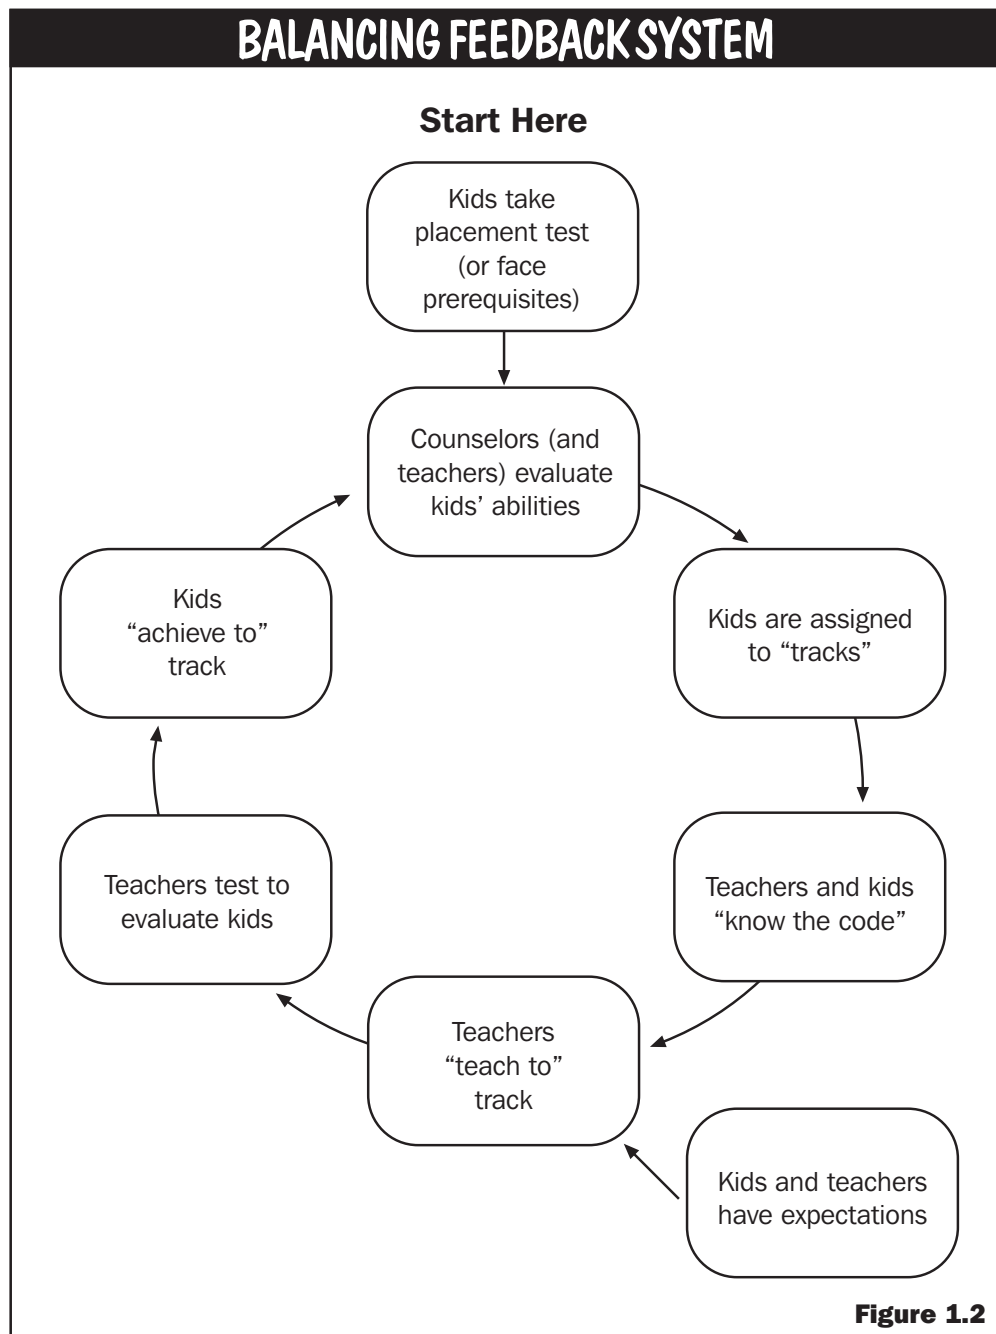 BALANCING FEEDBACK SYSTEM
Start Here
Kids take
placement test
(or face
prerequisites)
Counselors (and
teachers) evaluate
kids’ abilities
Kids are assigned
to “tracks”
Teachers and kids
“know the code”
Teachers
“teach to”
track
Kids and teachers
have expectations
Teachers test to
evaluate kids
Kids
“achieve to”
track
Figure 1.2